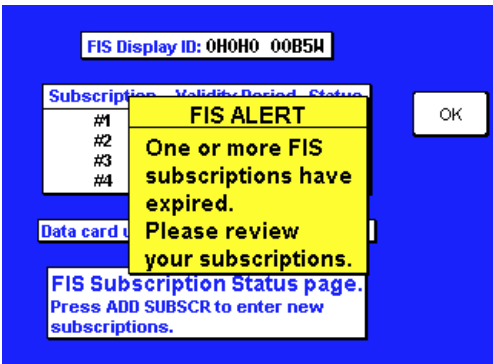 FIS Display ID: 0H0H0 00B5W
Subscription Validity Period Status
#1
#2
#3
#4
FIS ALERT
One or more FIS
subscriptions have
expired.
Please review
your subscriptions.
OK
Data card
FIS Subscription Status page.
Press ADD SUBSCR to enter new
subscriptions.